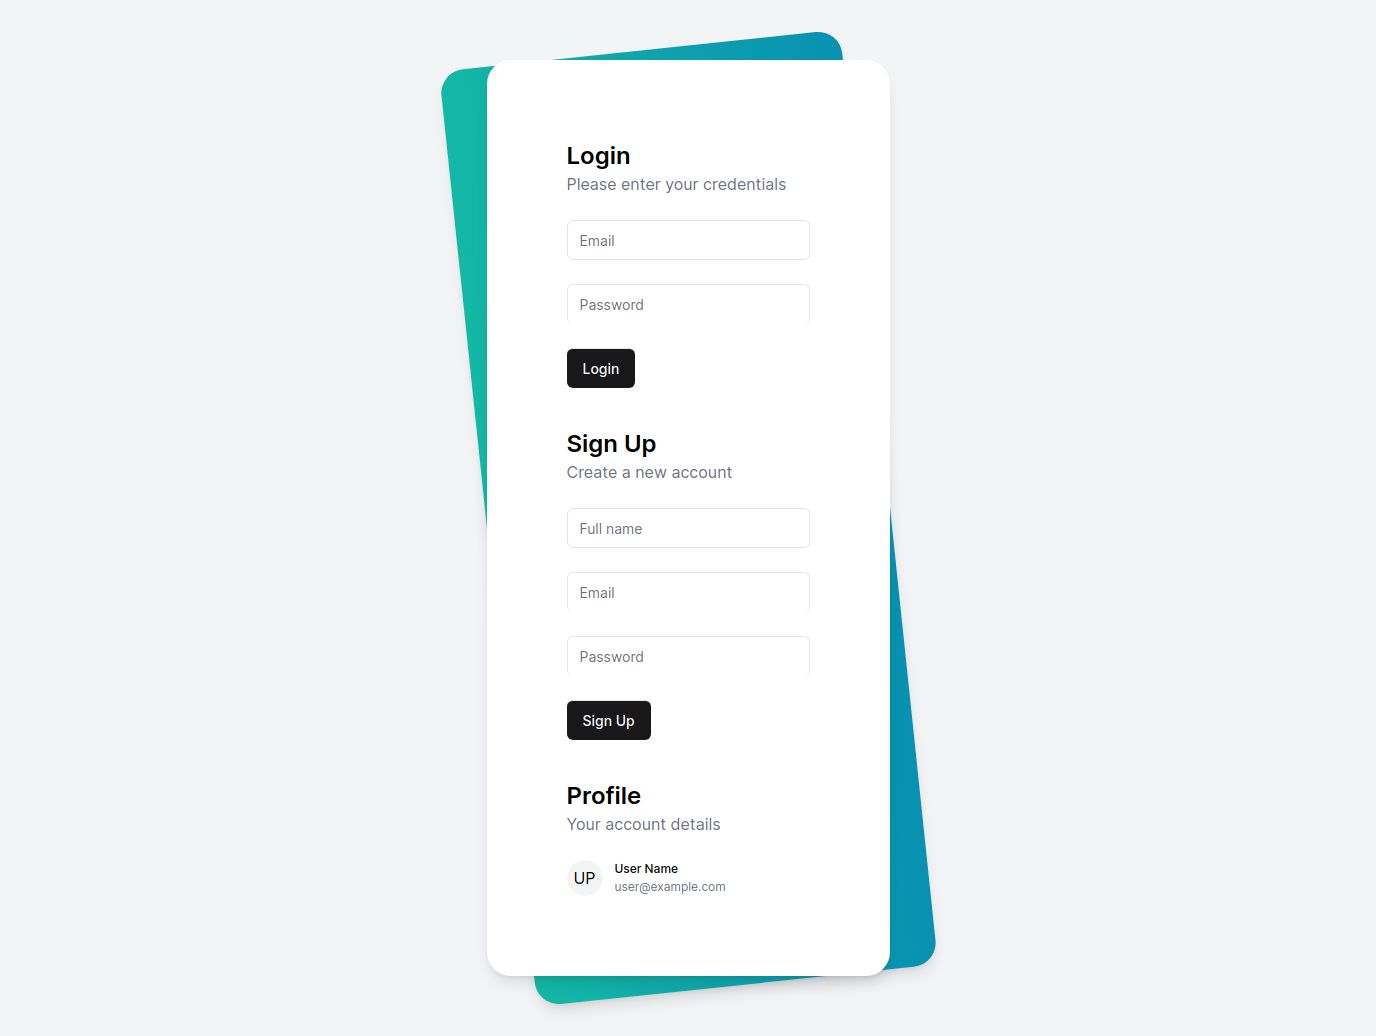 Login
Please enter your credentials
Email
Password
Login
Sign Up
Create a new account
Full name
Email
Password
Sign Up
Profile
Your account details
UP
User Name
user@example.com